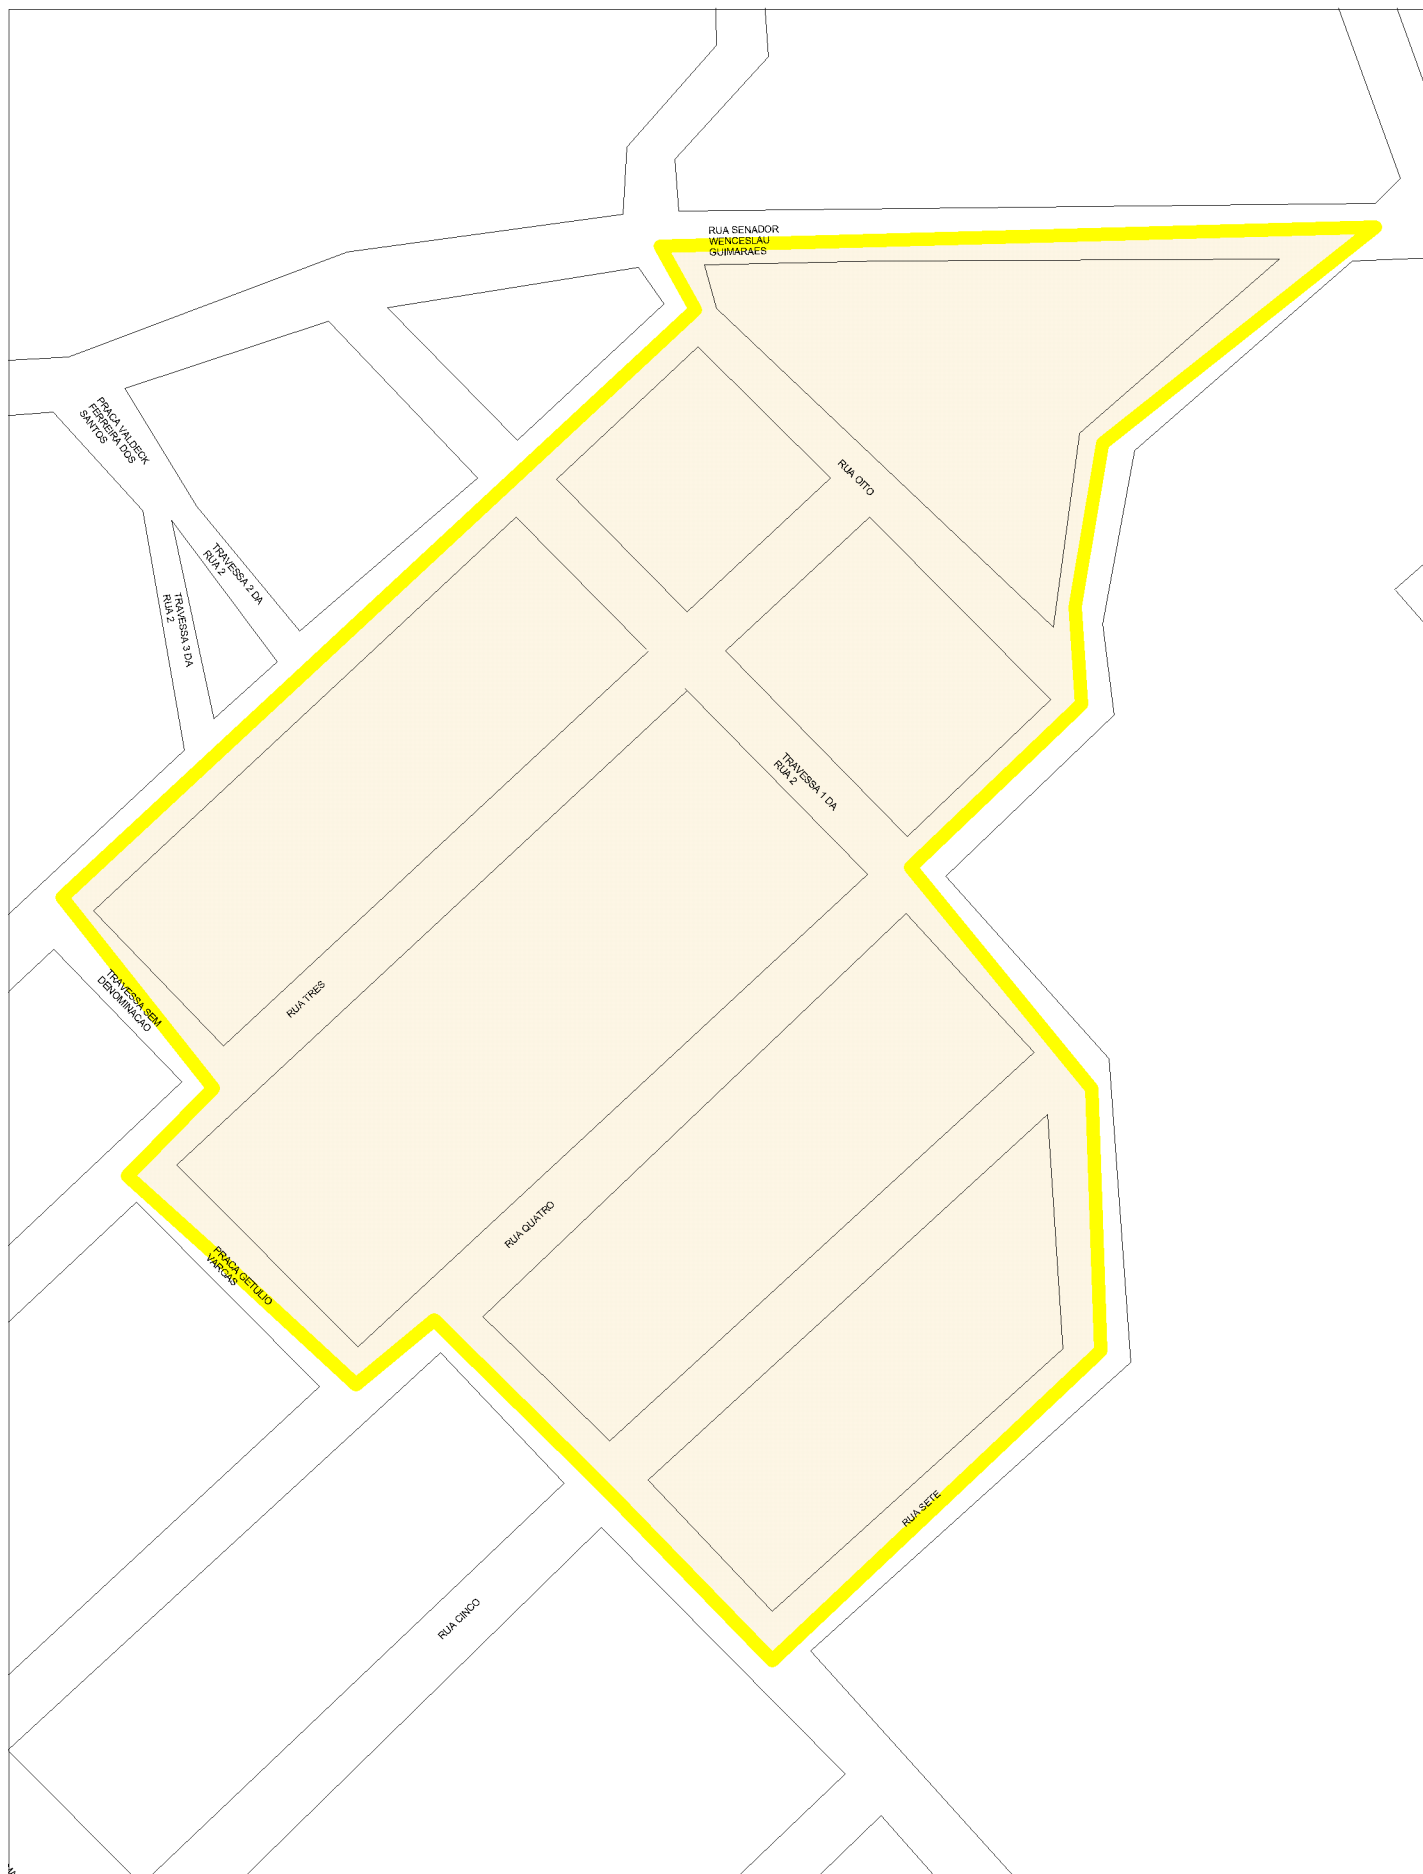 RUA SENADOR
WENCESLAU
GUIMARAES
PRACA VALDECK
FERREIRA DOS
SANTOS
RUA OITO
TRAVESSA 2 DA
RUA 2
TRAVESSA 3 DA
RUA 2
TRAVESSA 1 DA
RUA 2
TRAVESSA SEM
DENOMINACAO
RUA TRES
RUA QUATRO
PRACA GETULIO
VARGAS
RUA SETE
RUA CINCO